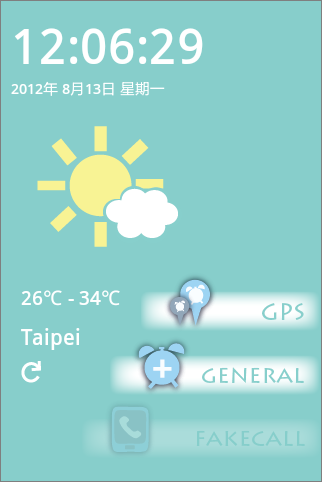 12:06:29
2012年 8月13日 星期一
26℃ - 34℃
GPS
Taipei
GENERAL
FAKECALL